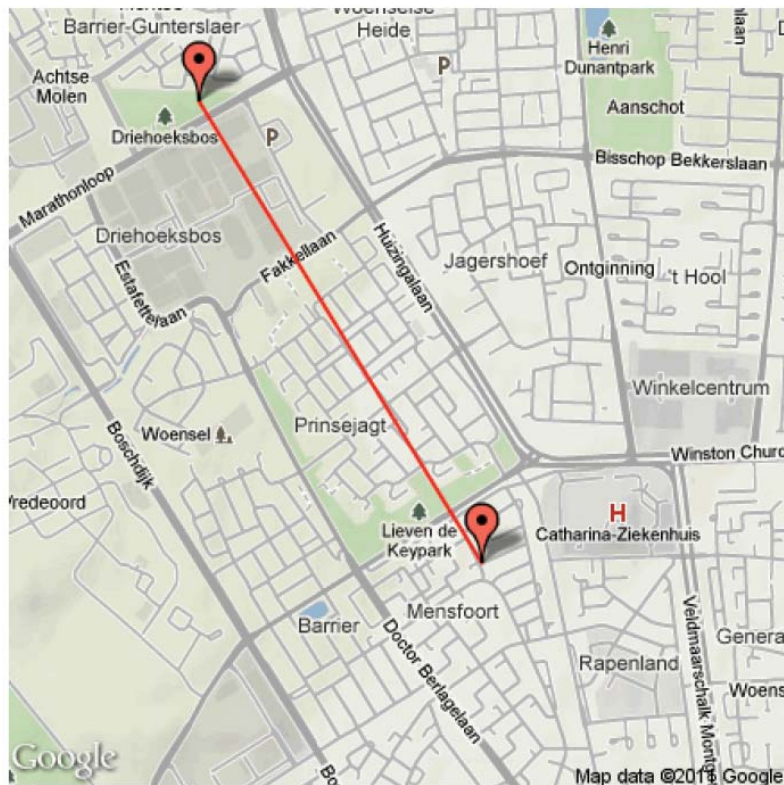 Barrier-Gunterslaer
Woenselse
Heide
Achtse
Molen
P
Henri
Dunantpark
Aanschot
Driehoeksbos
P
Bisschop Bekkerslaan
Marathonloop
Driehoeksbos
Fakkellaan
Huizingalaan
Jagershoef
Ontginning
't Hool
Estafettelaan
Winkelcentrum
Prinsejagt
Woensel
Boschdijk
Winston Churc
Vredeoord
Lieven de
Keypark
H
Catharina-Ziekenhuis
Mensfoort
Barrier
Doctor Berlagelaan
Rapenland
Veldmaarschalk Montg
Genera
Woens
Google
Map data ©2011 Google